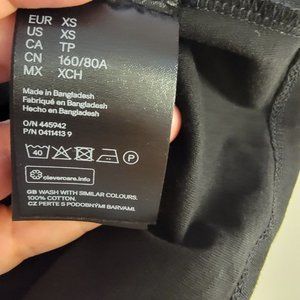 EUR XS
US XS
CA TP
CN 160/80A
MX XCH
Made in Bangladesh
Fabriqué en Bangladesh
Hecho en Bangladesh
O/N 445942
P/N 0411413 9
40 P
clevercare.info
GB WASH WITH SIMILAR COLOURS.
100% COTTON.
CZ PERTE S PODOBNÝMI BARVAMI.